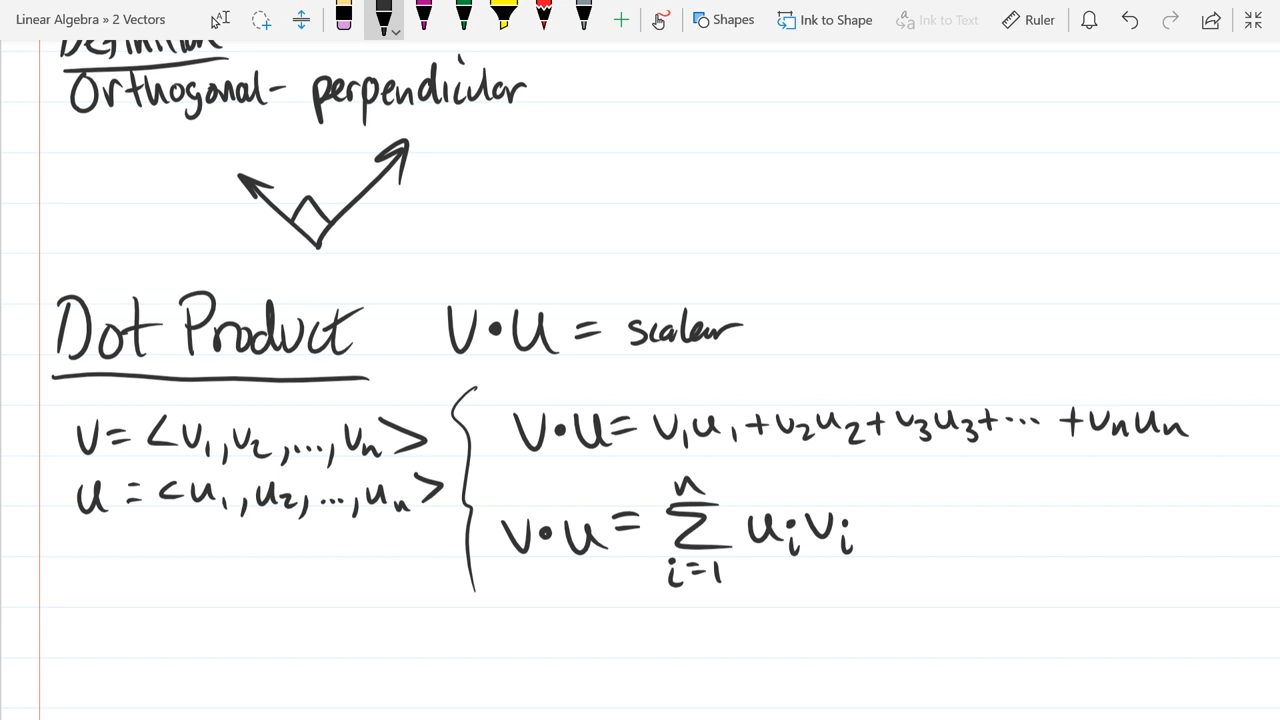 Linear Algebra » 2 Vectors Shapes Ink to Shape Ink to Text Ruler
Definition
Orthogonal - perpendicular
Dot Product V•U = scalar
V = <V₁, V₂, ..., Vₙ>
u = <u₁, u₂, ..., uₙ>
V•U = V₁u₁ + V₂u₂ + V₃u₃ + ... + Vₙuₙ
V•u = n∑i=1 uᵢvᵢ